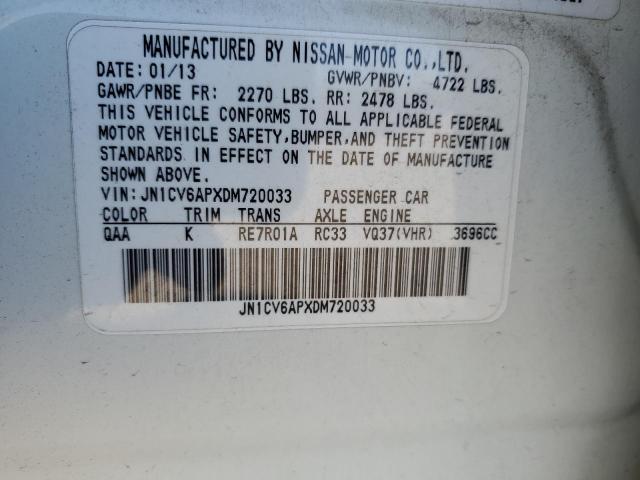 MANUFACTURED BY NISSAN MOTOR CO.,LTD.
DATE: 01/13 GVWR/PNBV: 4722 LBS.
GAWR/PNBE FR: 2270 LBS. RR: 2478 LBS.
THIS VEHICLE CONFORMS TO ALL APPLICABLE FEDERAL
MOTOR VEHICLE SAFETY,BUMPER,AND THEFT PREVENTION
STANDARDS IN EFFECT ON THE DATE OF MANUFACTURE
SHOWN ABOVE.
VIN:JN1CV6APXDM720033 PASSENGER CAR
COLOR TRIM TRANS AXLE ENGINE
QAA K RE7R01A RC33 VQ37(VHR) 3696CC
JN1CV6APXDM720033